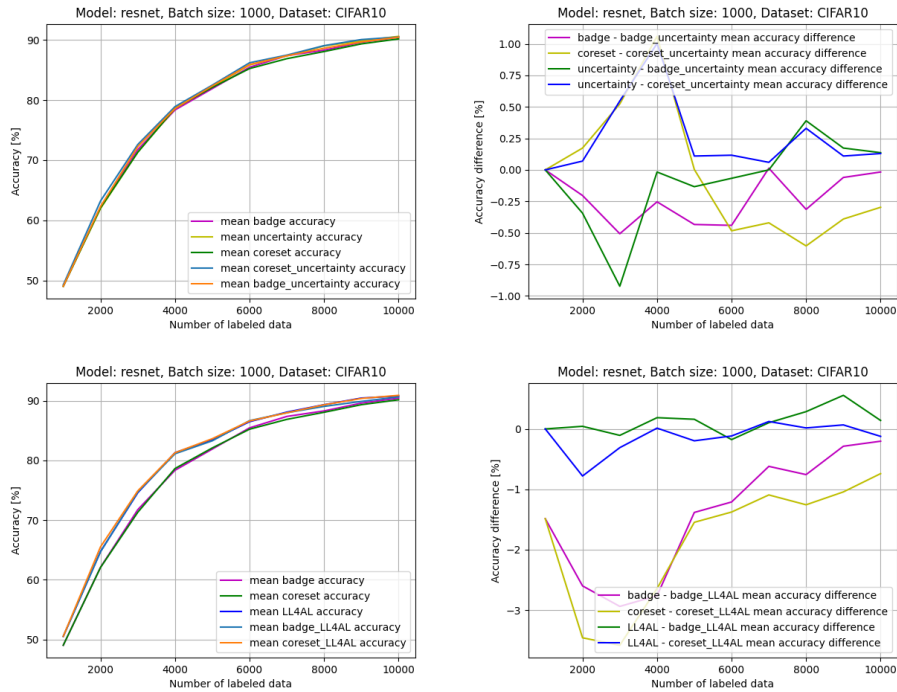 Model: resnet, Batch size: 1000, Dataset: CIFAR10
90
80
70
60
50
Accuracy [%]
mean badge accuracy
mean uncertainty accuracy
mean coreset accuracy
mean coreset_uncertainty accuracy
mean badge_uncertainty accuracy
2000 4000 6000 8000 10000
Number of labeled data
Model: resnet, Batch size: 1000, Dataset: CIFAR10
1.00
0.75
0.50
0.25
0.00
−0.25
−0.50
−0.75
−1.00
Accuracy difference [%]
badge - badge_uncertainty mean accuracy difference
coreset - coreset_uncertainty mean accuracy difference
uncertainty - badge_uncertainty mean accuracy difference
uncertainty - coreset_uncertainty mean accuracy difference
2000 4000 6000 8000 10000
Number of labeled data
Model: resnet, Batch size: 1000, Dataset: CIFAR10
90
80
70
60
50
Accuracy [%]
mean badge accuracy
mean coreset accuracy
mean LL4AL accuracy
mean badge_LL4AL accuracy
mean coreset_LL4AL accuracy
2000 4000 6000 8000 10000
Number of labeled data
Model: resnet, Batch size: 1000, Dataset: CIFAR10
0
−1
−2
−3
Accuracy difference [%]
badge - badge_LL4AL mean accuracy difference
coreset - coreset_LL4AL mean accuracy difference
LL4AL - badge_LL4AL mean accuracy difference
LL4AL - coreset_LL4AL mean accuracy difference
2000 4000 6000 8000 10000
Number of labeled data